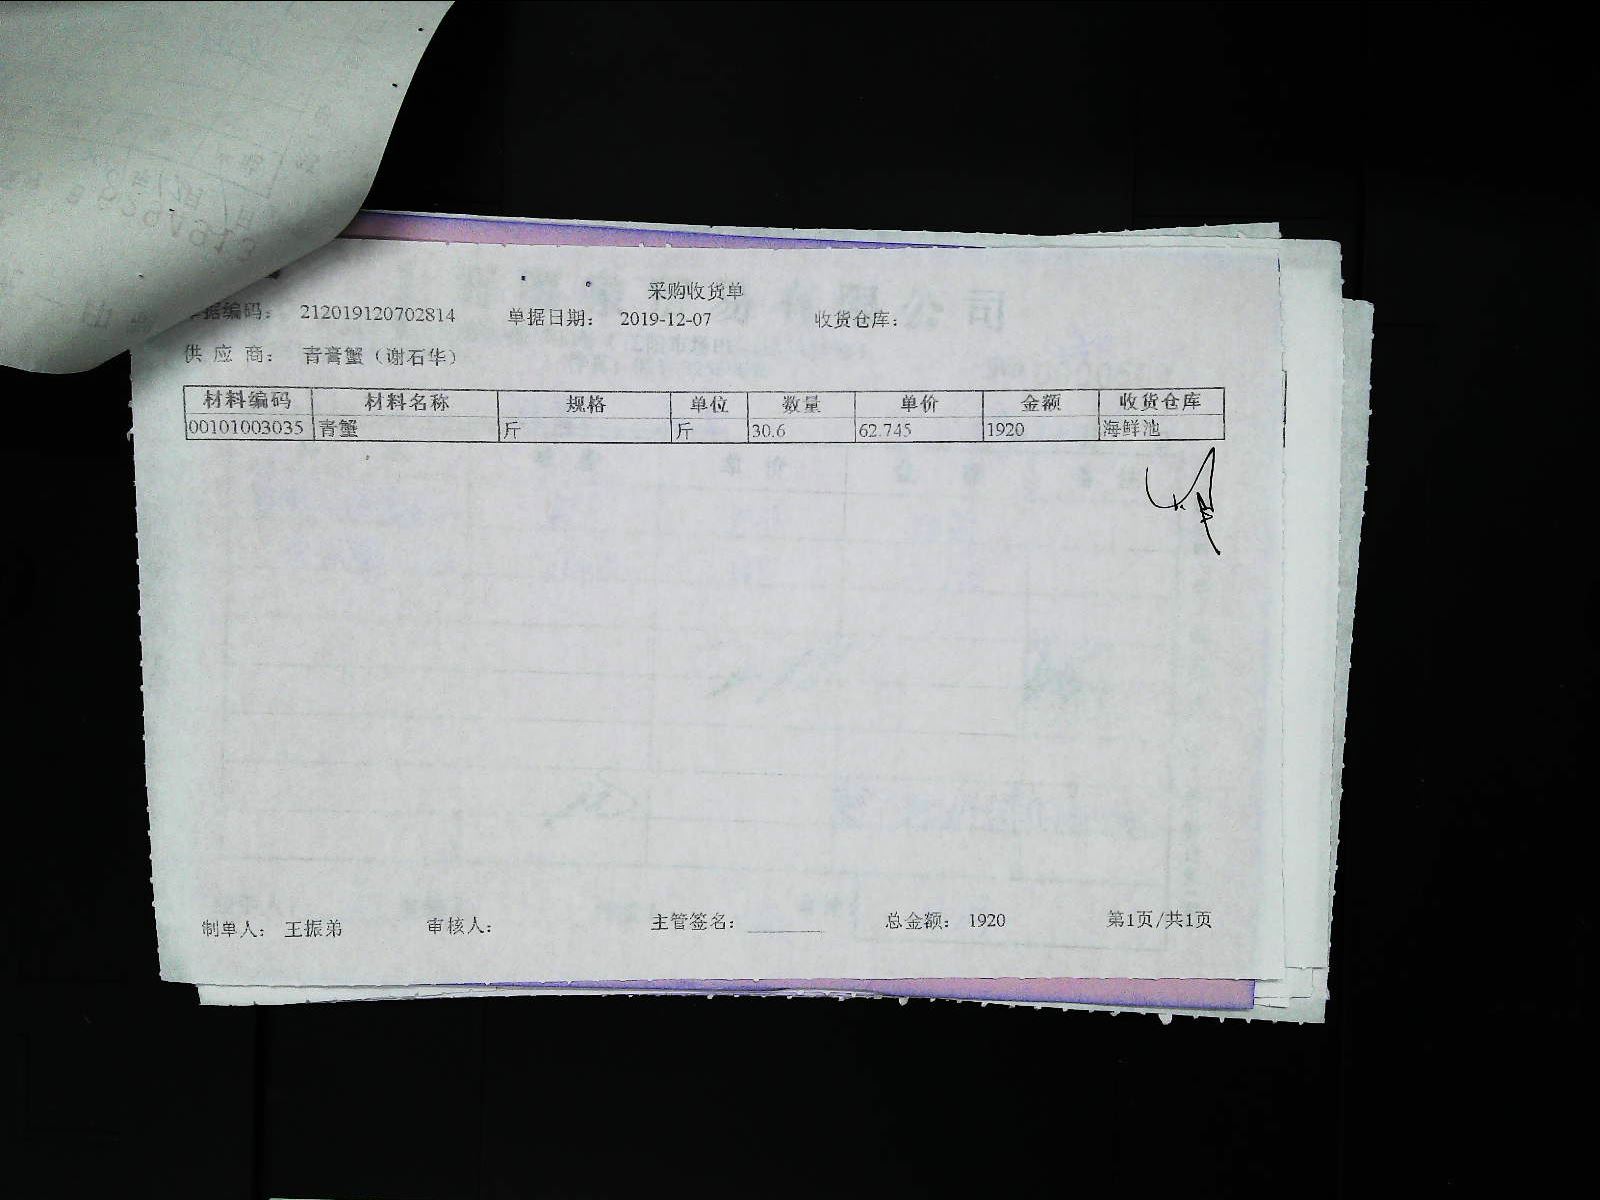 采购收货单
单据编码： 212019120702814 单据日期： 2019-12-07 收货仓库：
供 应 商： 青膏蟹（谢石华）
材料编码 材料名称 规格 单位 数量 单价 金额 收货仓库
00101003035 青蟹 斤 斤 30.6 62.745 1920 海鲜池
制单人： 王振弟 审核人： 主管签名： 总金额： 1920 第1页/共1页